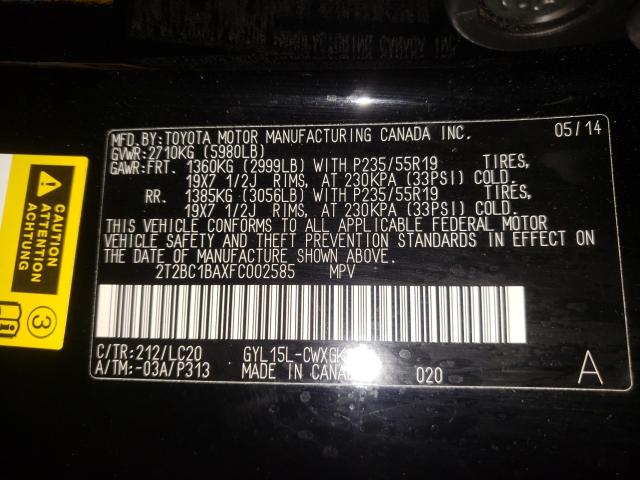 MFD.BY:TOYOTA MOTOR MANUFACTURING CANADA INC. 05/14
GVWR:2710KG (5980LB)
GAWR:FRT. 1360KG (2999LB) WITH P235/55R19 TIRES,
19X7 1/2J RIMS, AT 230KPA (33PSI) COLD.
RR. 1385KG (3056LB) WITH P235/55R19 TIRES,
19X7 1/2J RIMS, AT 230KPA (33PSI) COLD.
THIS VEHICLE CONFORMS TO ALL APPLICABLE FEDERAL MOTOR
VEHICLE SAFETY AND THEFT PREVENTION STANDARDS IN EFFECT ON
THE DATE OF MANUFACTURE SHOWN ABOVE.
2T2BC1BAXFC002585 MPV
C/TR:212/LC20
A/TM:-03A/P313 MADE IN 020 A
CAUTION
ATTENTION
ACHTUNG
3